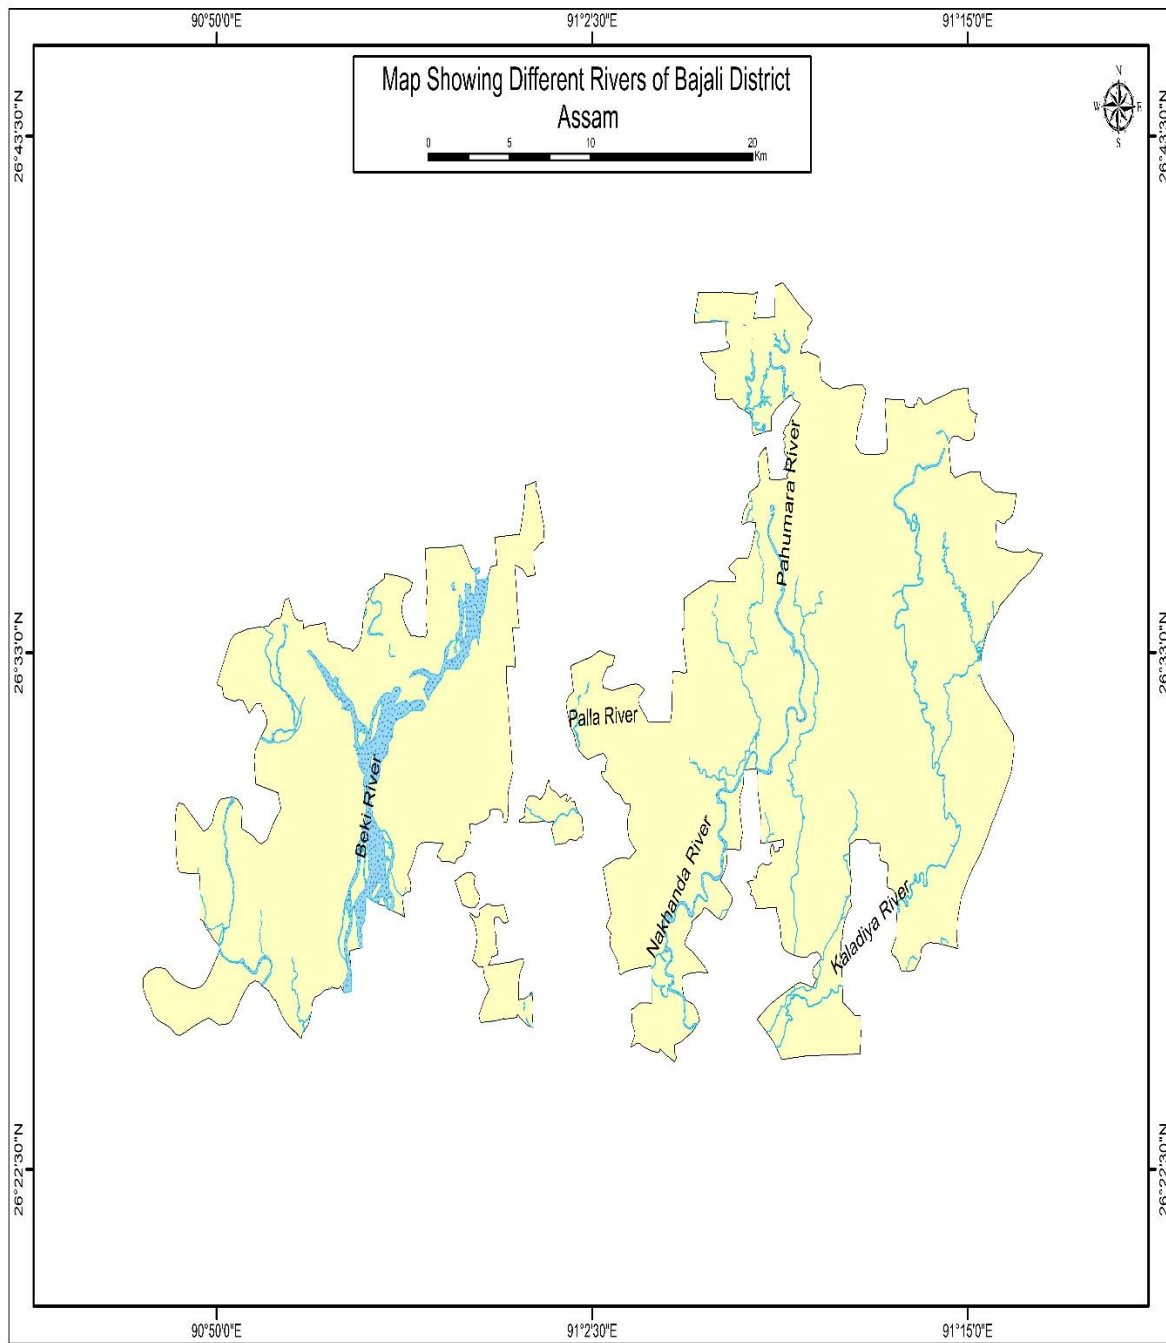 90°50'0"E
91°2'30"E
91°15'0"E
Map Showing Different Rivers of Bajali District
Assam
0 5 10 20
Km
N
W E
S
26°43'30"N
26°43'30"N
Pahumara River
26°33'0"N
26°33'0"N
Palla River
Beki River
Nakhanda River
Kaladiya River
26°22'30"N
26°22'30"N
90°50'0"E
91°2'30"E
91°15'0"E